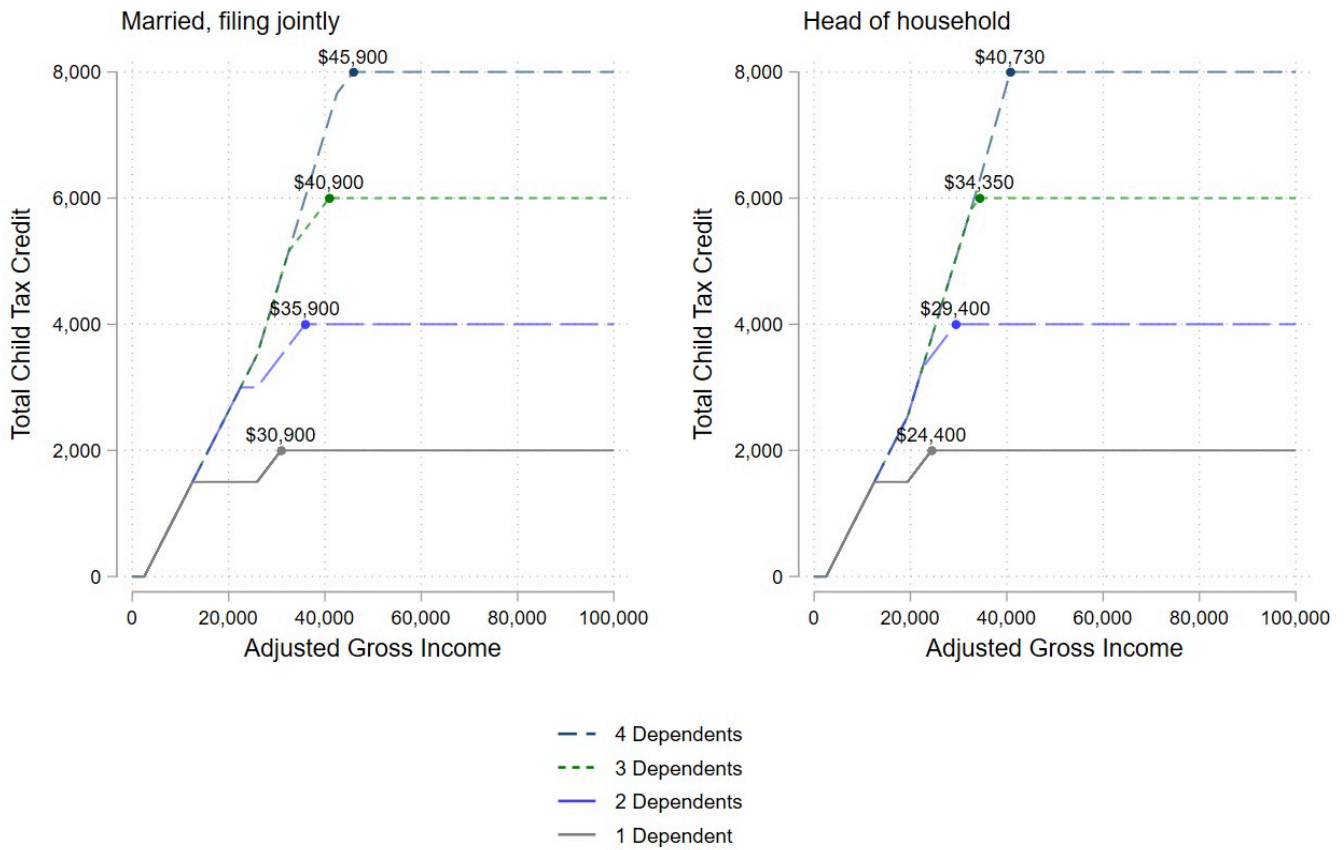 Married, filing jointly
Total Child Tax Credit
8,000
6,000
4,000
2,000
0
$45,900
$40,900
$35,900
$30,900
0 20,000 40,000 60,000 80,000 100,000
Adjusted Gross Income
Head of household
Total Child Tax Credit
8,000
6,000
4,000
2,000
0
$40,730
$34,350
$29,400
$24,400
0 20,000 40,000 60,000 80,000 100,000
Adjusted Gross Income
4 Dependents
3 Dependents
2 Dependents
1 Dependent